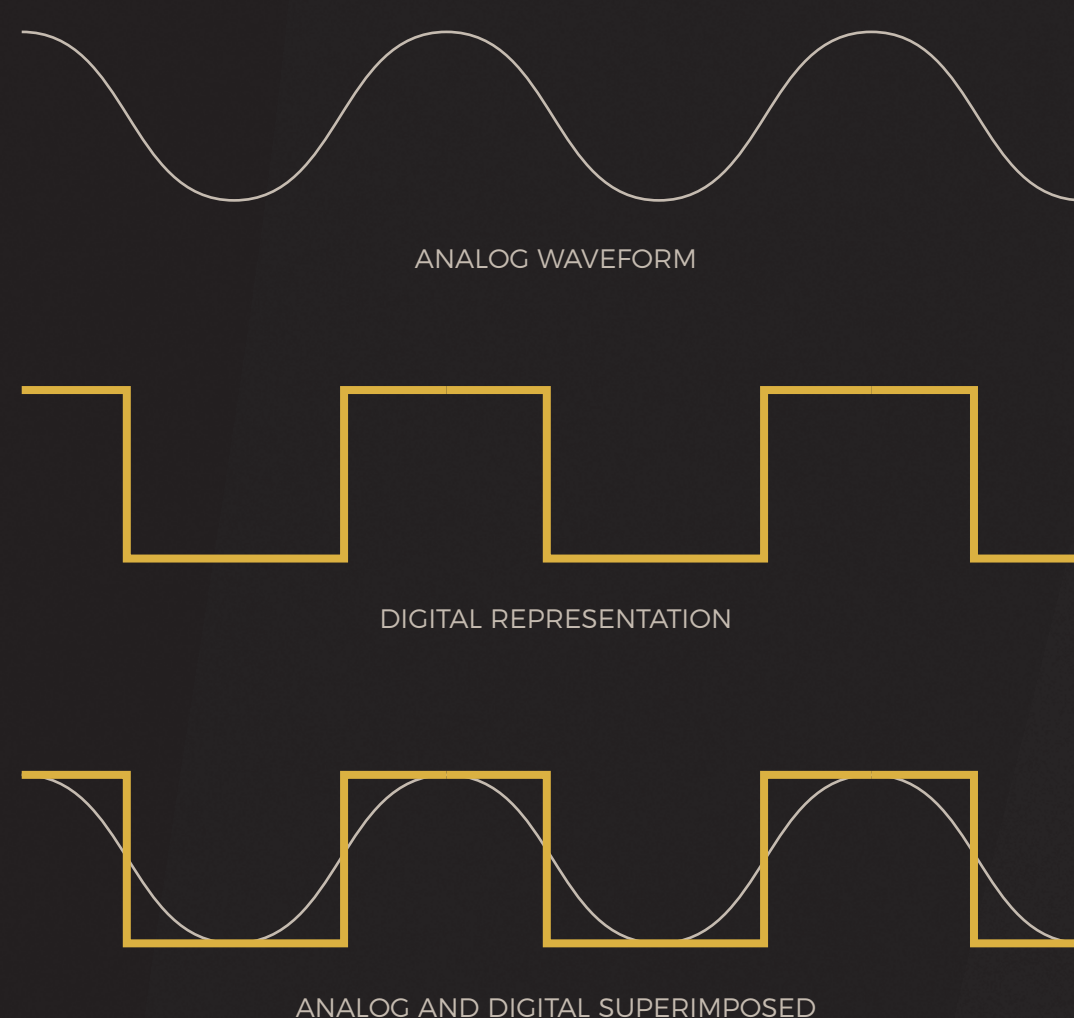 ANALOG WAVEFORM
DIGITAL REPRESENTATION
ANALOG AND DIGITAL SUPERIMPOSED